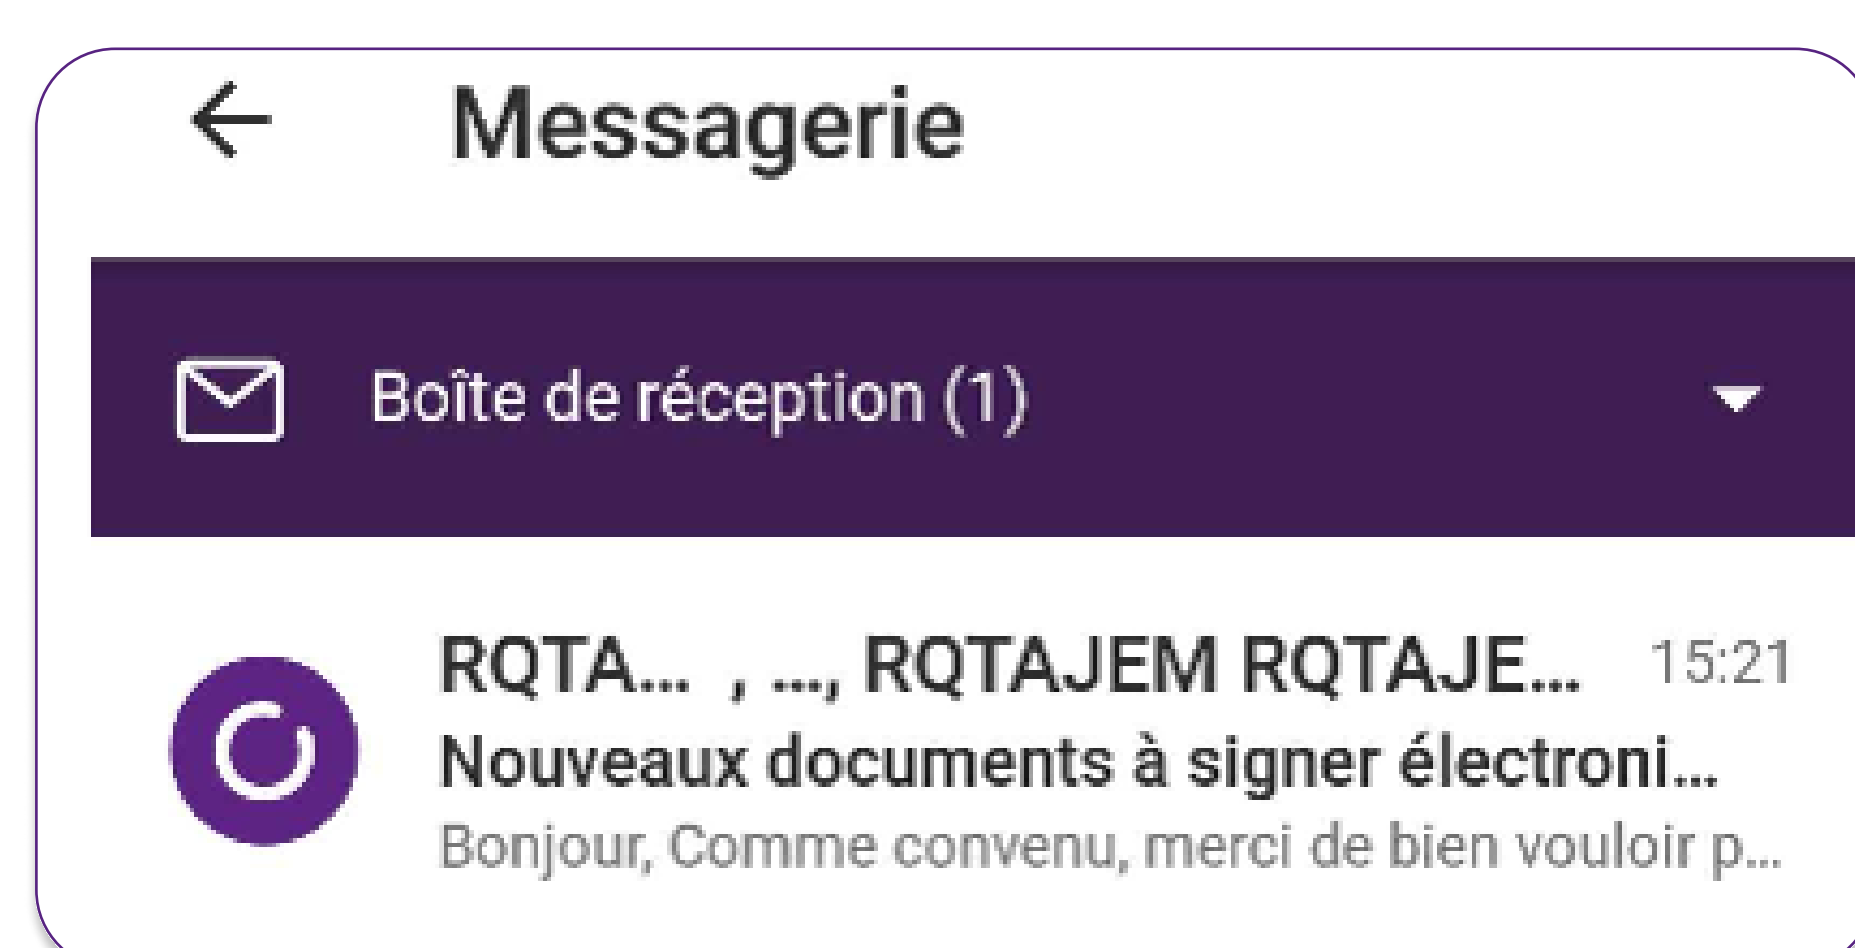 Messagerie
Boîte de réception (1)
RQTA... , ..., RQTAJEM RQTAJE... 15:21
Nouveaux documents à signer électroni...
Bonjour, Comme convenu, merci de bien vouloir p...